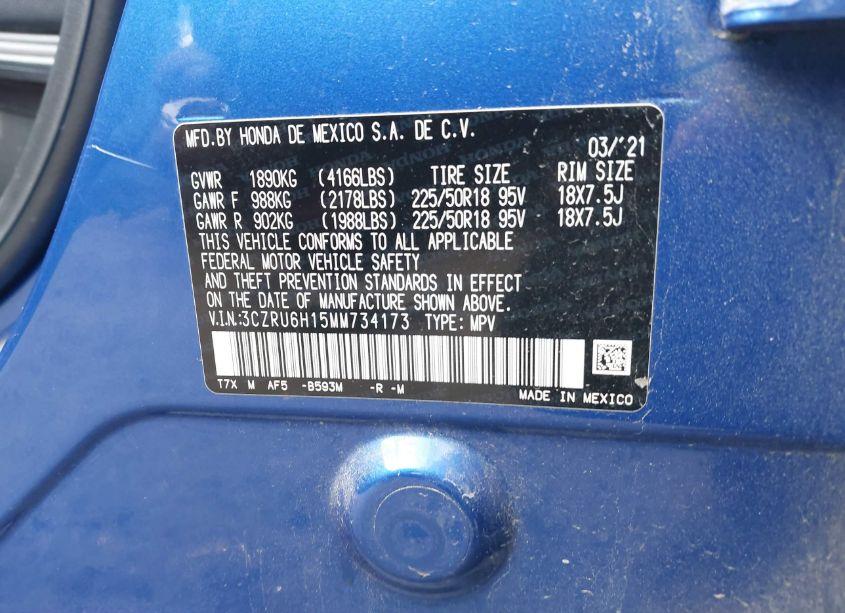 MFD.BY HONDA DE MEXICO S.A. DE C.V.
03/'21
GVWR 1890KG (4166LBS) TIRE SIZE RIM SIZE
GAWR F 988KG (2178LBS) 225/50R18 95V 18X7.5J
GAWR R 902KG (1988LBS) 225/50R18 95V 18X7.5J
THIS VEHICLE CONFORMS TO ALL APPLICABLE
FEDERAL MOTOR VEHICLE SAFETY
AND THEFT PREVENTION STANDARDS IN EFFECT
ON THE DATE OF MANUFACTURE SHOWN ABOVE.
V.I.N:3CZRU6H15MM734173 TYPE: MPV
T7X M AF5 -B593M -R -M
MADE IN MEXICO